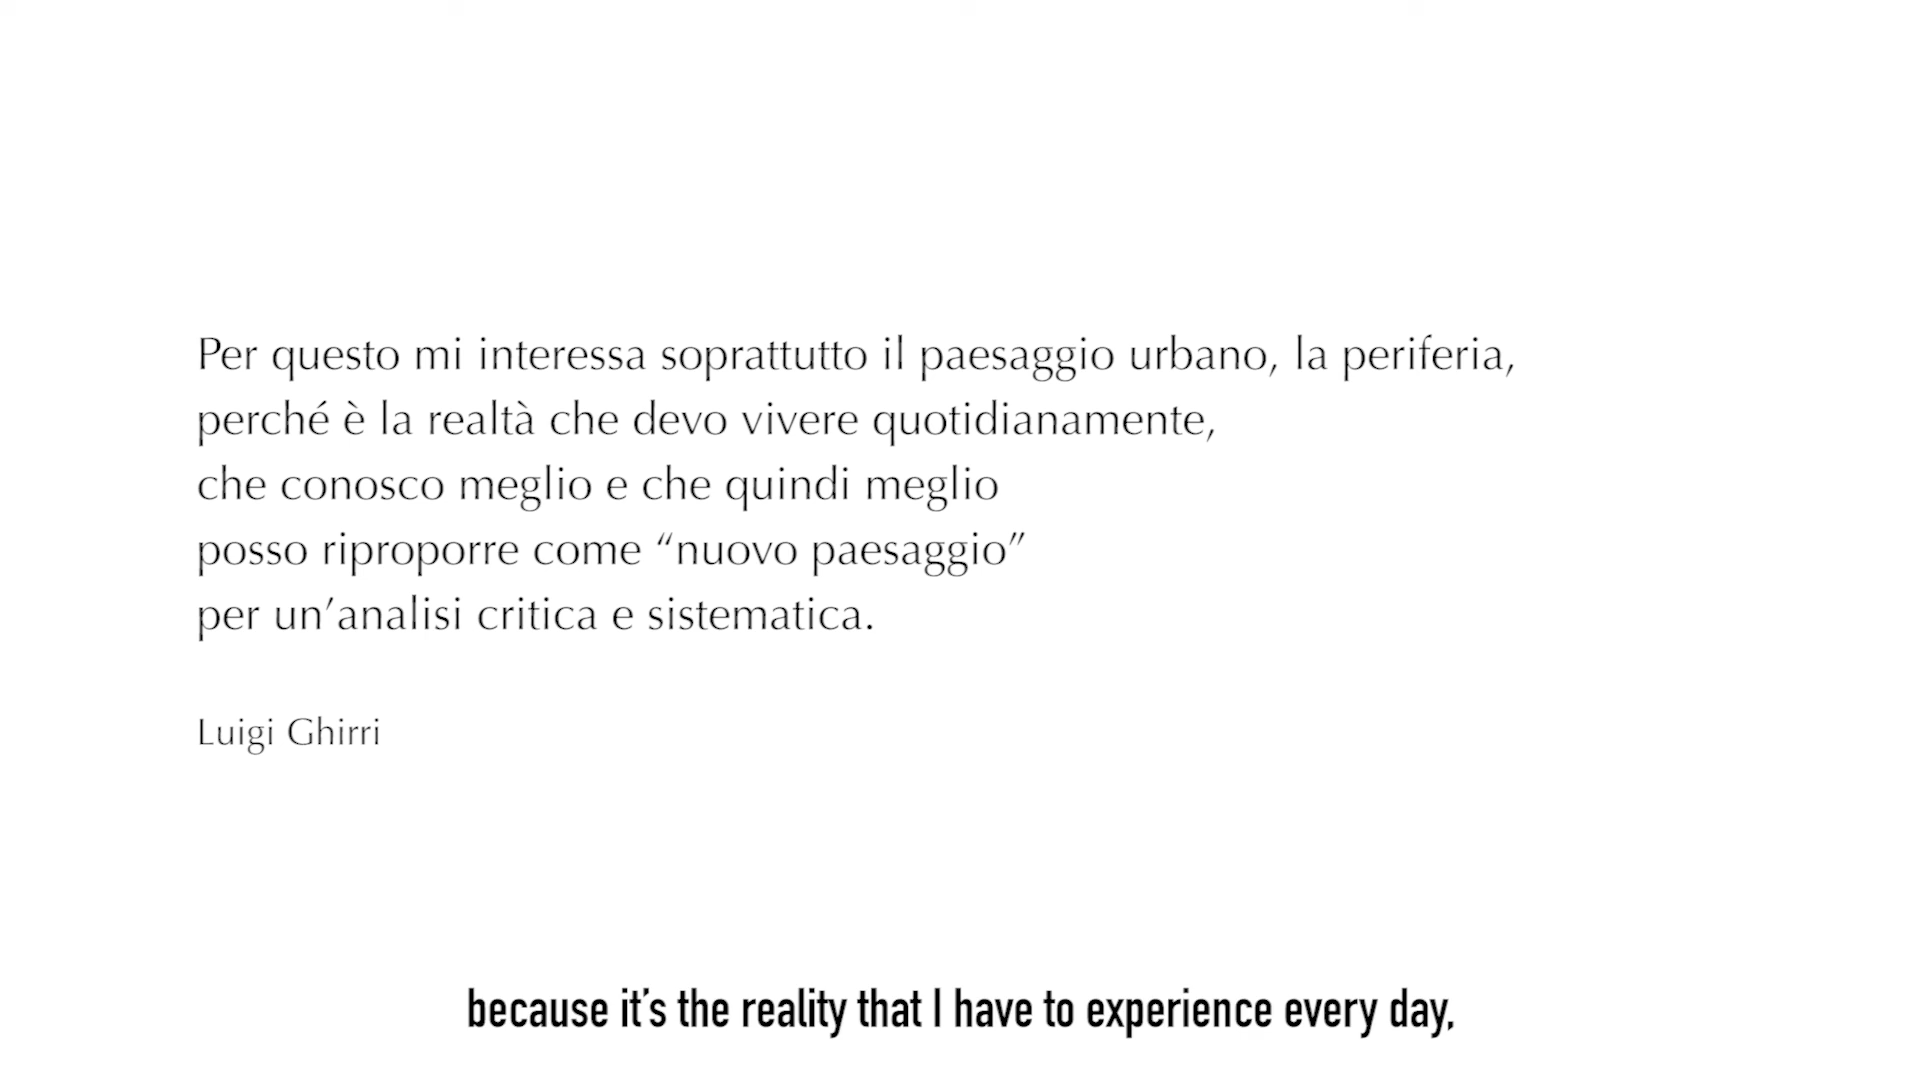 Per questo mi interessa soprattutto il paesaggio urbano, la periferia,
perché è la realtà che devo vivere quotidianamente,
che conosco meglio e che quindi meglio
posso riproporre come “nuovo paesaggio”
per un’analisi critica e sistematica.
Luigi Ghirri
because it’s the reality that I have to experience every day,